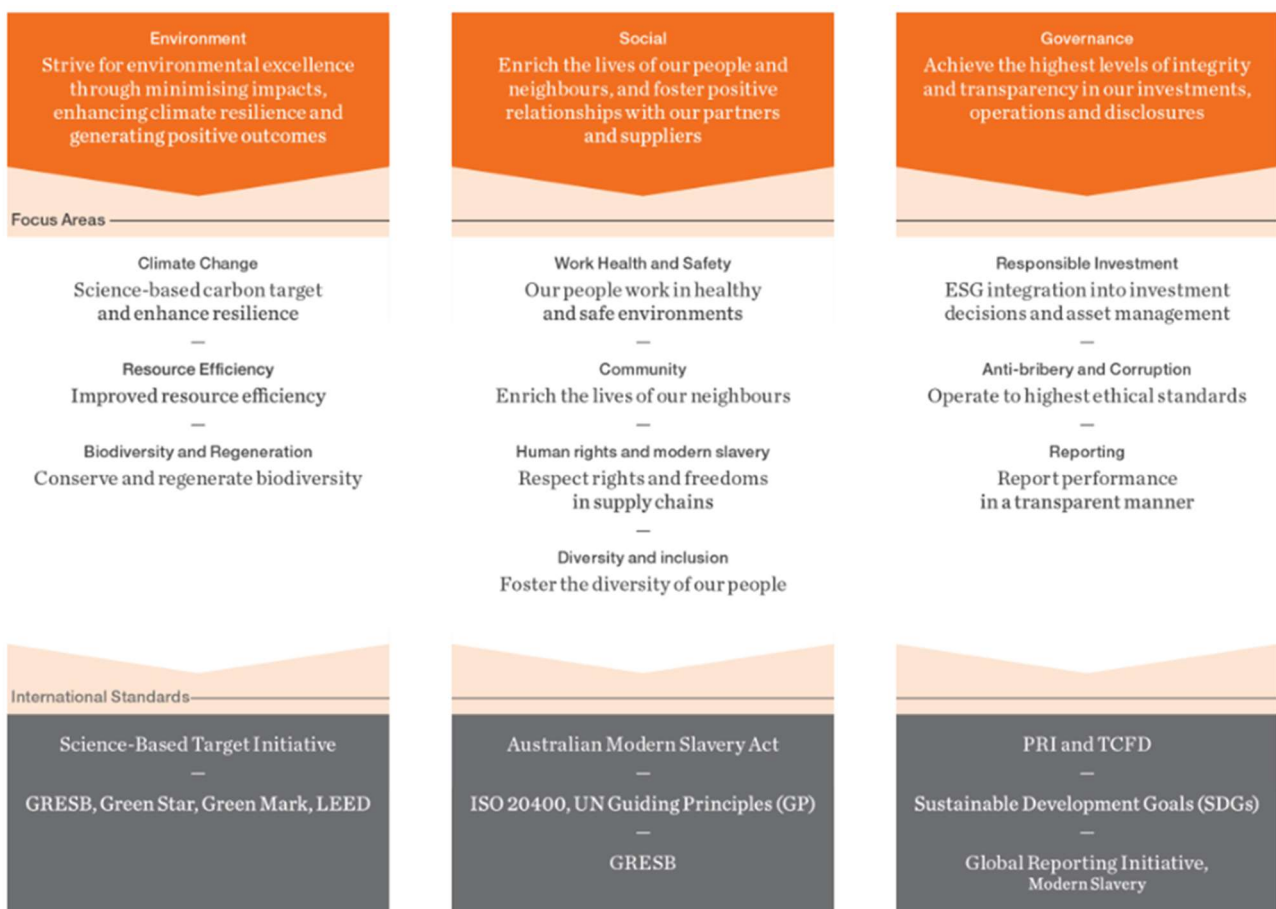 Environment
Strive for environmental excellence
through minimising impacts,
enhancing climate resilience and
generating positive outcomes
Social
Enrich the lives of our people and
neighbours, and foster positive
relationships with our partners
and suppliers
Governance
Achieve the highest levels of integrity
and transparency in our investments,
operations and disclosures
Focus Areas
Climate Change
Science-based carbon target
and enhance resilience
—
Resource Efficiency
Improved resource efficiency
—
Biodiversity and Regeneration
Conserve and regenerate biodiversity
Work Health and Safety
Our people work in healthy
and safe environments
—
Community
Enrich the lives of our neighbours
—
Human rights and modern slavery
Respect rights and freedoms
in supply chains
—
Diversity and inclusion
Foster the diversity of our people
Responsible Investment
ESG integration into investment
decisions and asset management
—
Anti-bribery and Corruption
Operate to highest ethical standards
—
Reporting
Report performance
in a transparent manner
International Standards
Science-Based Target Initiative
—
GRESB, Green Star, Green Mark, LEED
Australian Modern Slavery Act
—
ISO 20400, UN Guiding Principles (GP)
—
GRESB
PRI and TCFD
—
Sustainable Development Goals (SDGs)
—
Global Reporting Initiative,
Modern Slavery